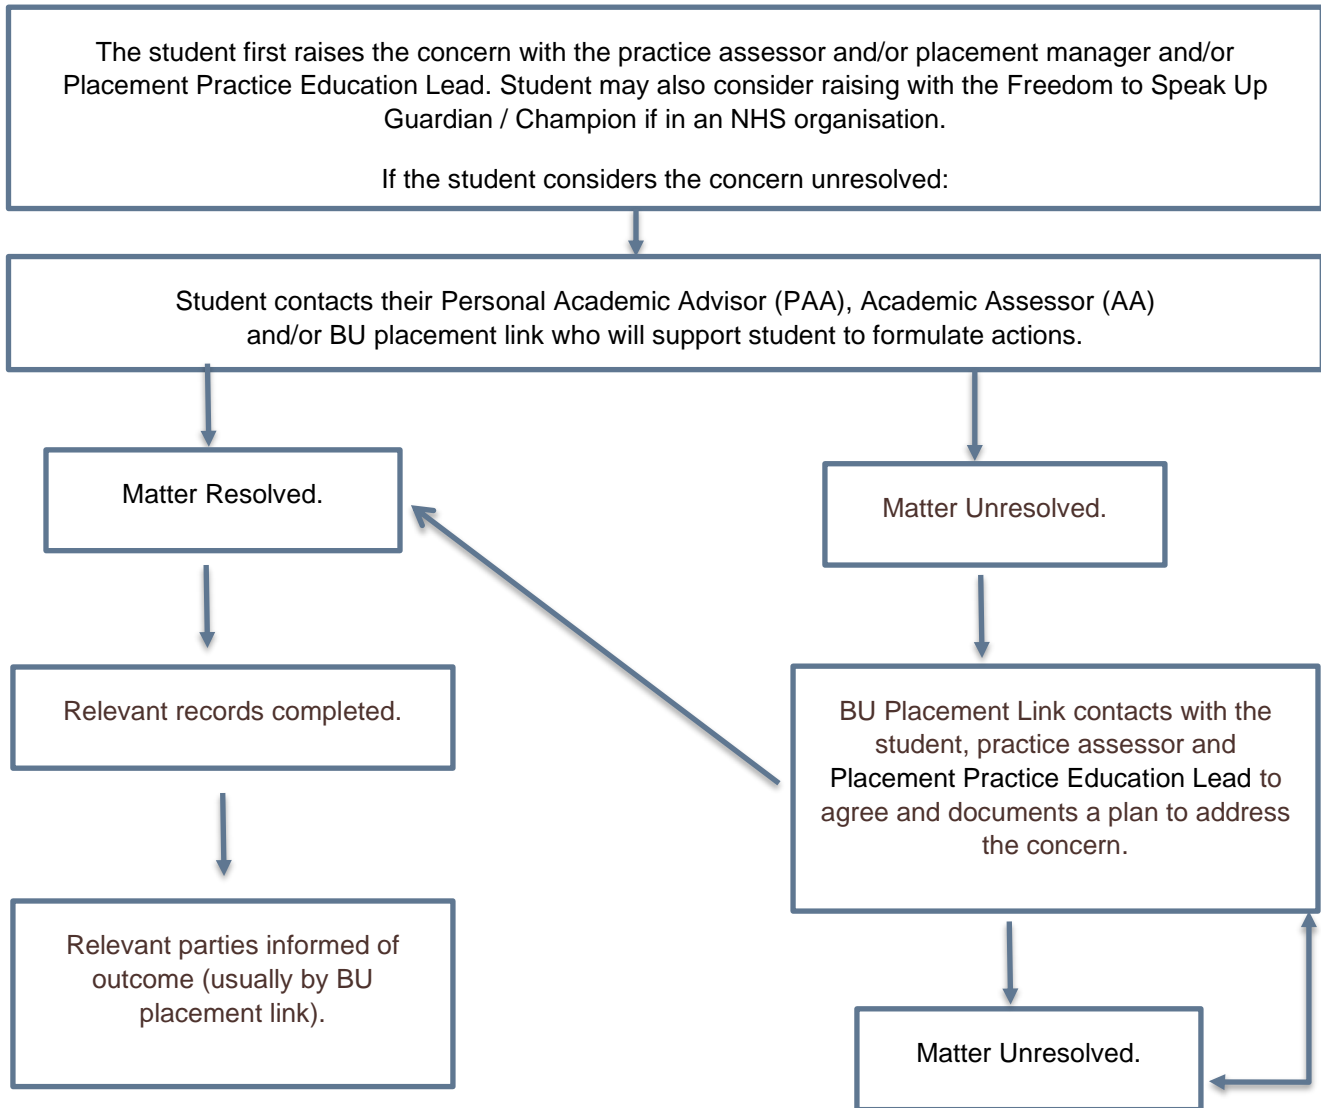 The student first raises the concern with the practice assessor and/or placement manager and/or
Placement Practice Education Lead. Student may also consider raising with the Freedom to Speak Up
Guardian / Champion if in an NHS organisation.
If the student considers the concern unresolved:
Student contacts their Personal Academic Advisor (PAA), Academic Assessor (AA)
and/or BU placement link who will support student to formulate actions.
Matter Resolved.
Matter Unresolved.
Relevant records completed.
BU Placement Link contacts with the
student, practice assessor and
Placement Practice Education Lead to
agree and documents a plan to address
the concern.
Relevant parties informed of
outcome (usually by BU
placement link).
Matter Unresolved.